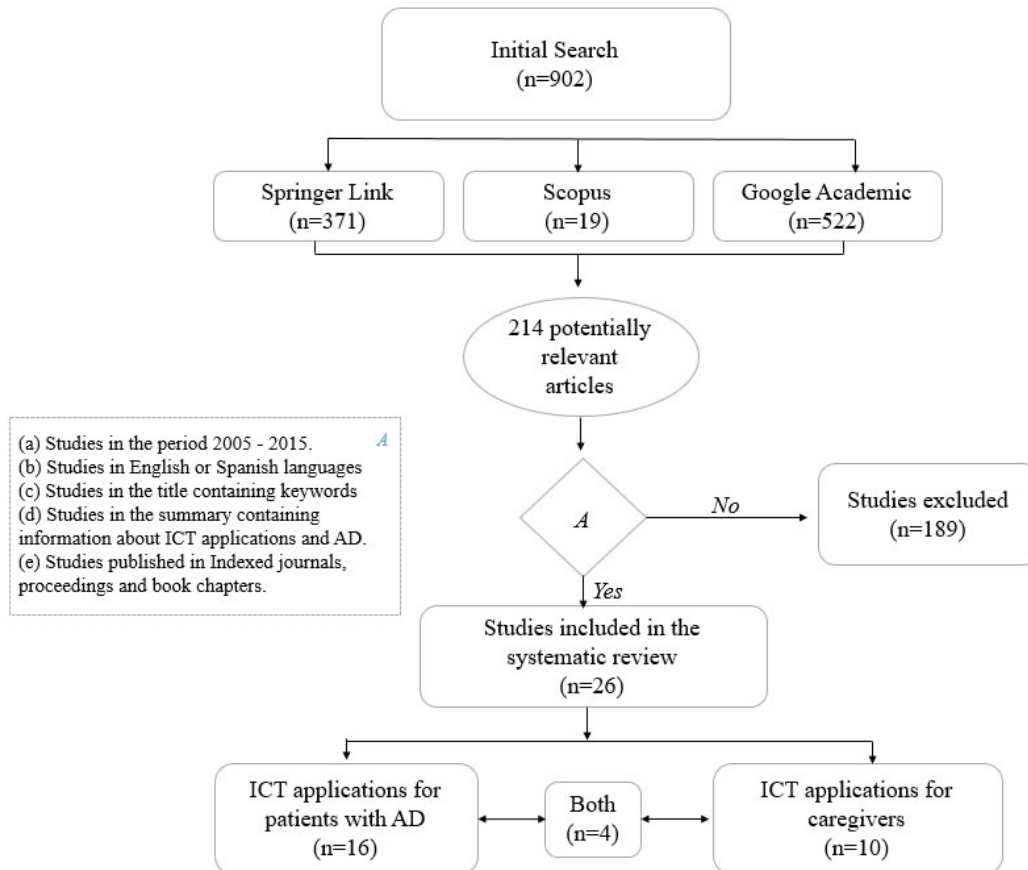 Initial Search
(n=902)
Springer Link
(n=371)
Scopus
(n=19)
Google Academic
(n=522)
214 potentially
relevant
articles
(a) Studies in the period 2005 - 2015.
A
(b) Studies in English or Spanish languages
(c) Studies in the title containing keywords
(d) Studies in the summary containing
information about ICT applications and AD.
(e) Studies published in Indexed journals,
proceedings and book chapters.
A
No
Studies excluded
(n=189)
Yes
Studies included in the
systematic review
(n=26)
ICT applications for
patients with AD
(n=16)
Both
(n=4)
ICT applications for
caregivers
(n=10)